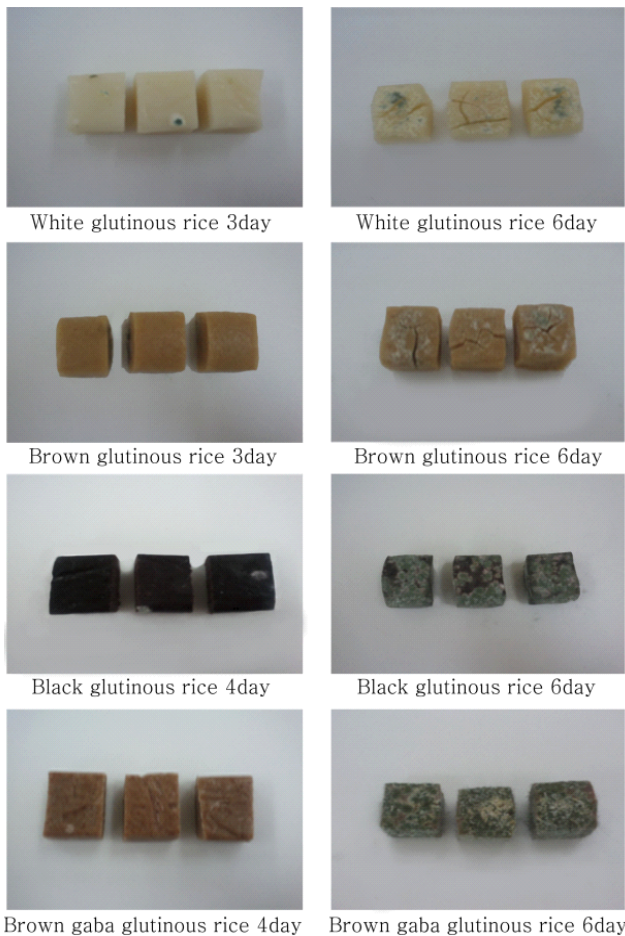 White glutinous rice 3day
White glutinous rice 6day
Brown glutinous rice 3day
Brown glutinous rice 6day
Black glutinous rice 4day
Black glutinous rice 6day
Brown gaba glutinous rice 4day
Brown gaba glutinous rice 6day